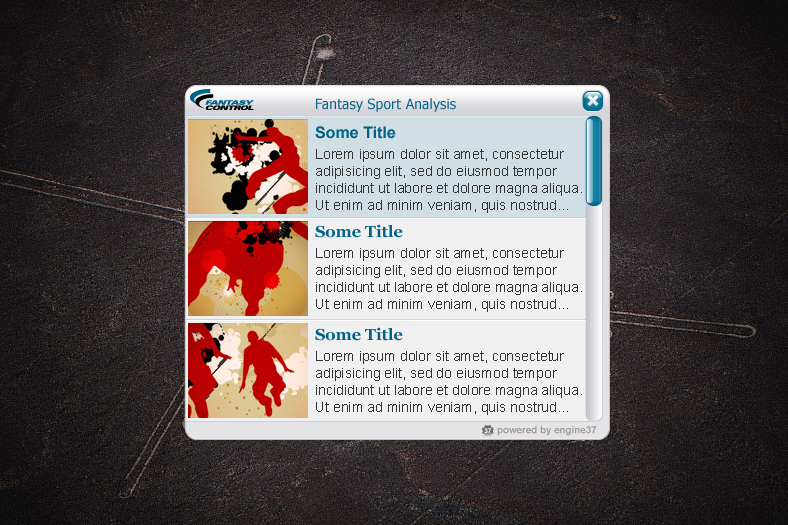 FANTASY
CONTROL
Fantasy Sport Analysis
Some Title
Lorem ipsum dolor sit amet, consectetur
adipisicing elit, sed do eiusmod tempor
incididunt ut labore et dolore magna aliqua.
Ut enim ad minim veniam, quis nostrud...
Some Title
Lorem ipsum dolor sit amet, consectetur
adipisicing elit, sed do eiusmod tempor
incididunt ut labore et dolore magna aliqua.
Ut enim ad minim veniam, quis nostrud...
Some Title
Lorem ipsum dolor sit amet, consectetur
adipisicing elit, sed do eiusmod tempor
incididunt ut labore et dolore magna aliqua.
Ut enim ad minim veniam, quis nostrud...
37 powered by engine37